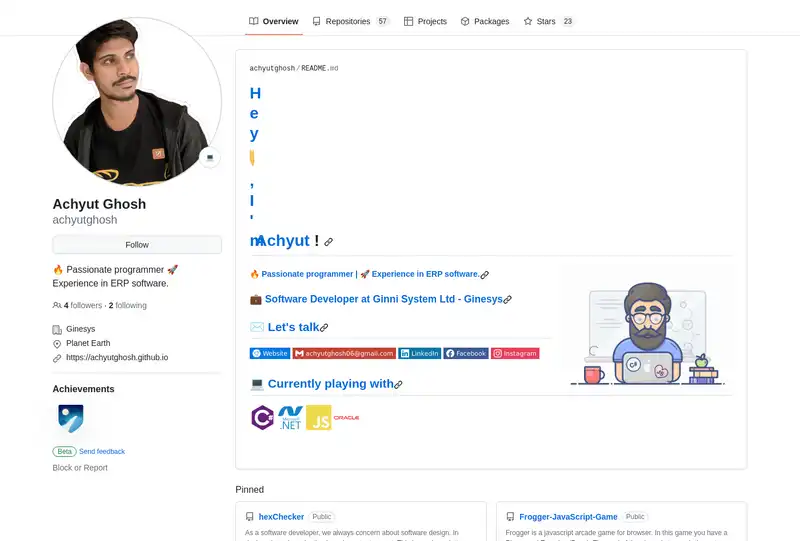 Overview
Repositories 57
Projects
Packages
Stars 23
Achyut Ghosh
achyutghosh
Follow
🔥 Passionate programmer 🚀
Experience in ERP software.
4 followers · 2 following
Ginesys
Planet Earth
https://achyutghosh.github.io
Achievements
Beta Send feedback
Block or Report
achyutghosh/README.md
H
e
y
,
I
'
m
Achyut !
🔥 Passionate programmer | 🚀 Experience in ERP software.
💼 Software Developer at Ginni System Ltd - Ginesys
✉️ Let's talk
Website achyutghosh06@gmail.com LinkedIn Facebook Instagram
💻 Currently playing with
C# Microsoft .NET JS ORACLE
Pinned
hexChecker Public
As a software developer, we always concern about software design. In
Frogger-JavaScript-Game Public
Frogger is a javascript arcade game for browser. In this game you have a